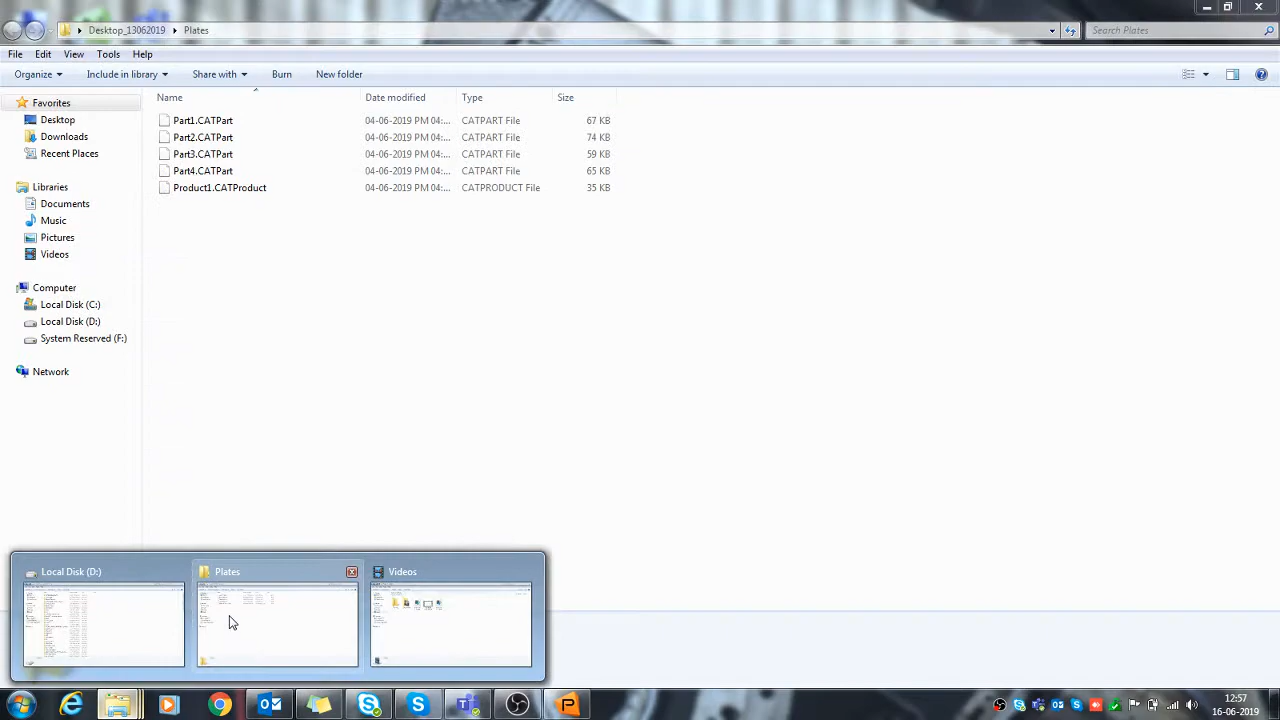 Desktop_13062019 Plates Search Plates
File Edit View Tools Help
Organize Include in library Share with Burn New folder
Favorites
Desktop
Downloads
Recent Places
Libraries
Documents
Music
Pictures
Videos
Computer
Local Disk (C:)
Local Disk (D:)
System Reserved (F:)
Network
Name Date modified Type Size
Part1.CATPart 04-06-2019 PM 04:... CATPART File 67 KB
Part2.CATPart 04-06-2019 PM 04:... CATPART File 74 KB
Part3.CATPart 04-06-2019 PM 04:... CATPART File 59 KB
Part4.CATPart 04-06-2019 PM 04:... CATPART File 65 KB
Product1.CATProduct 04-06-2019 PM 04:... CATPRODUCT File 35 KB
Local Disk (D:) Plates Videos
12:57
16-06-2019